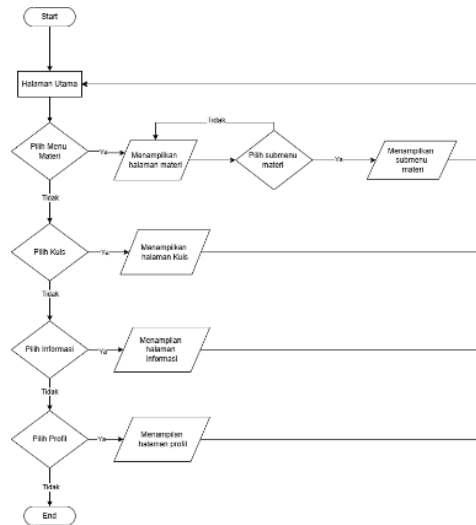 Start
Halaman Utama
Tidak
Pilih Menu
Materi
Ya
Menampilkan
halaman materi
Pilih submenu
materi
Ya
Menampilkan
submenu
materi
Tidak
Pilih Kuis
Ya
Menampilkan
halaman Kuis
Tidak
Pilih Informasi
Ya
Menampilan
halaman
Informasi
Tidak
Pilih Profil
Ya
Menampilan
halaman profil
Tidak
End